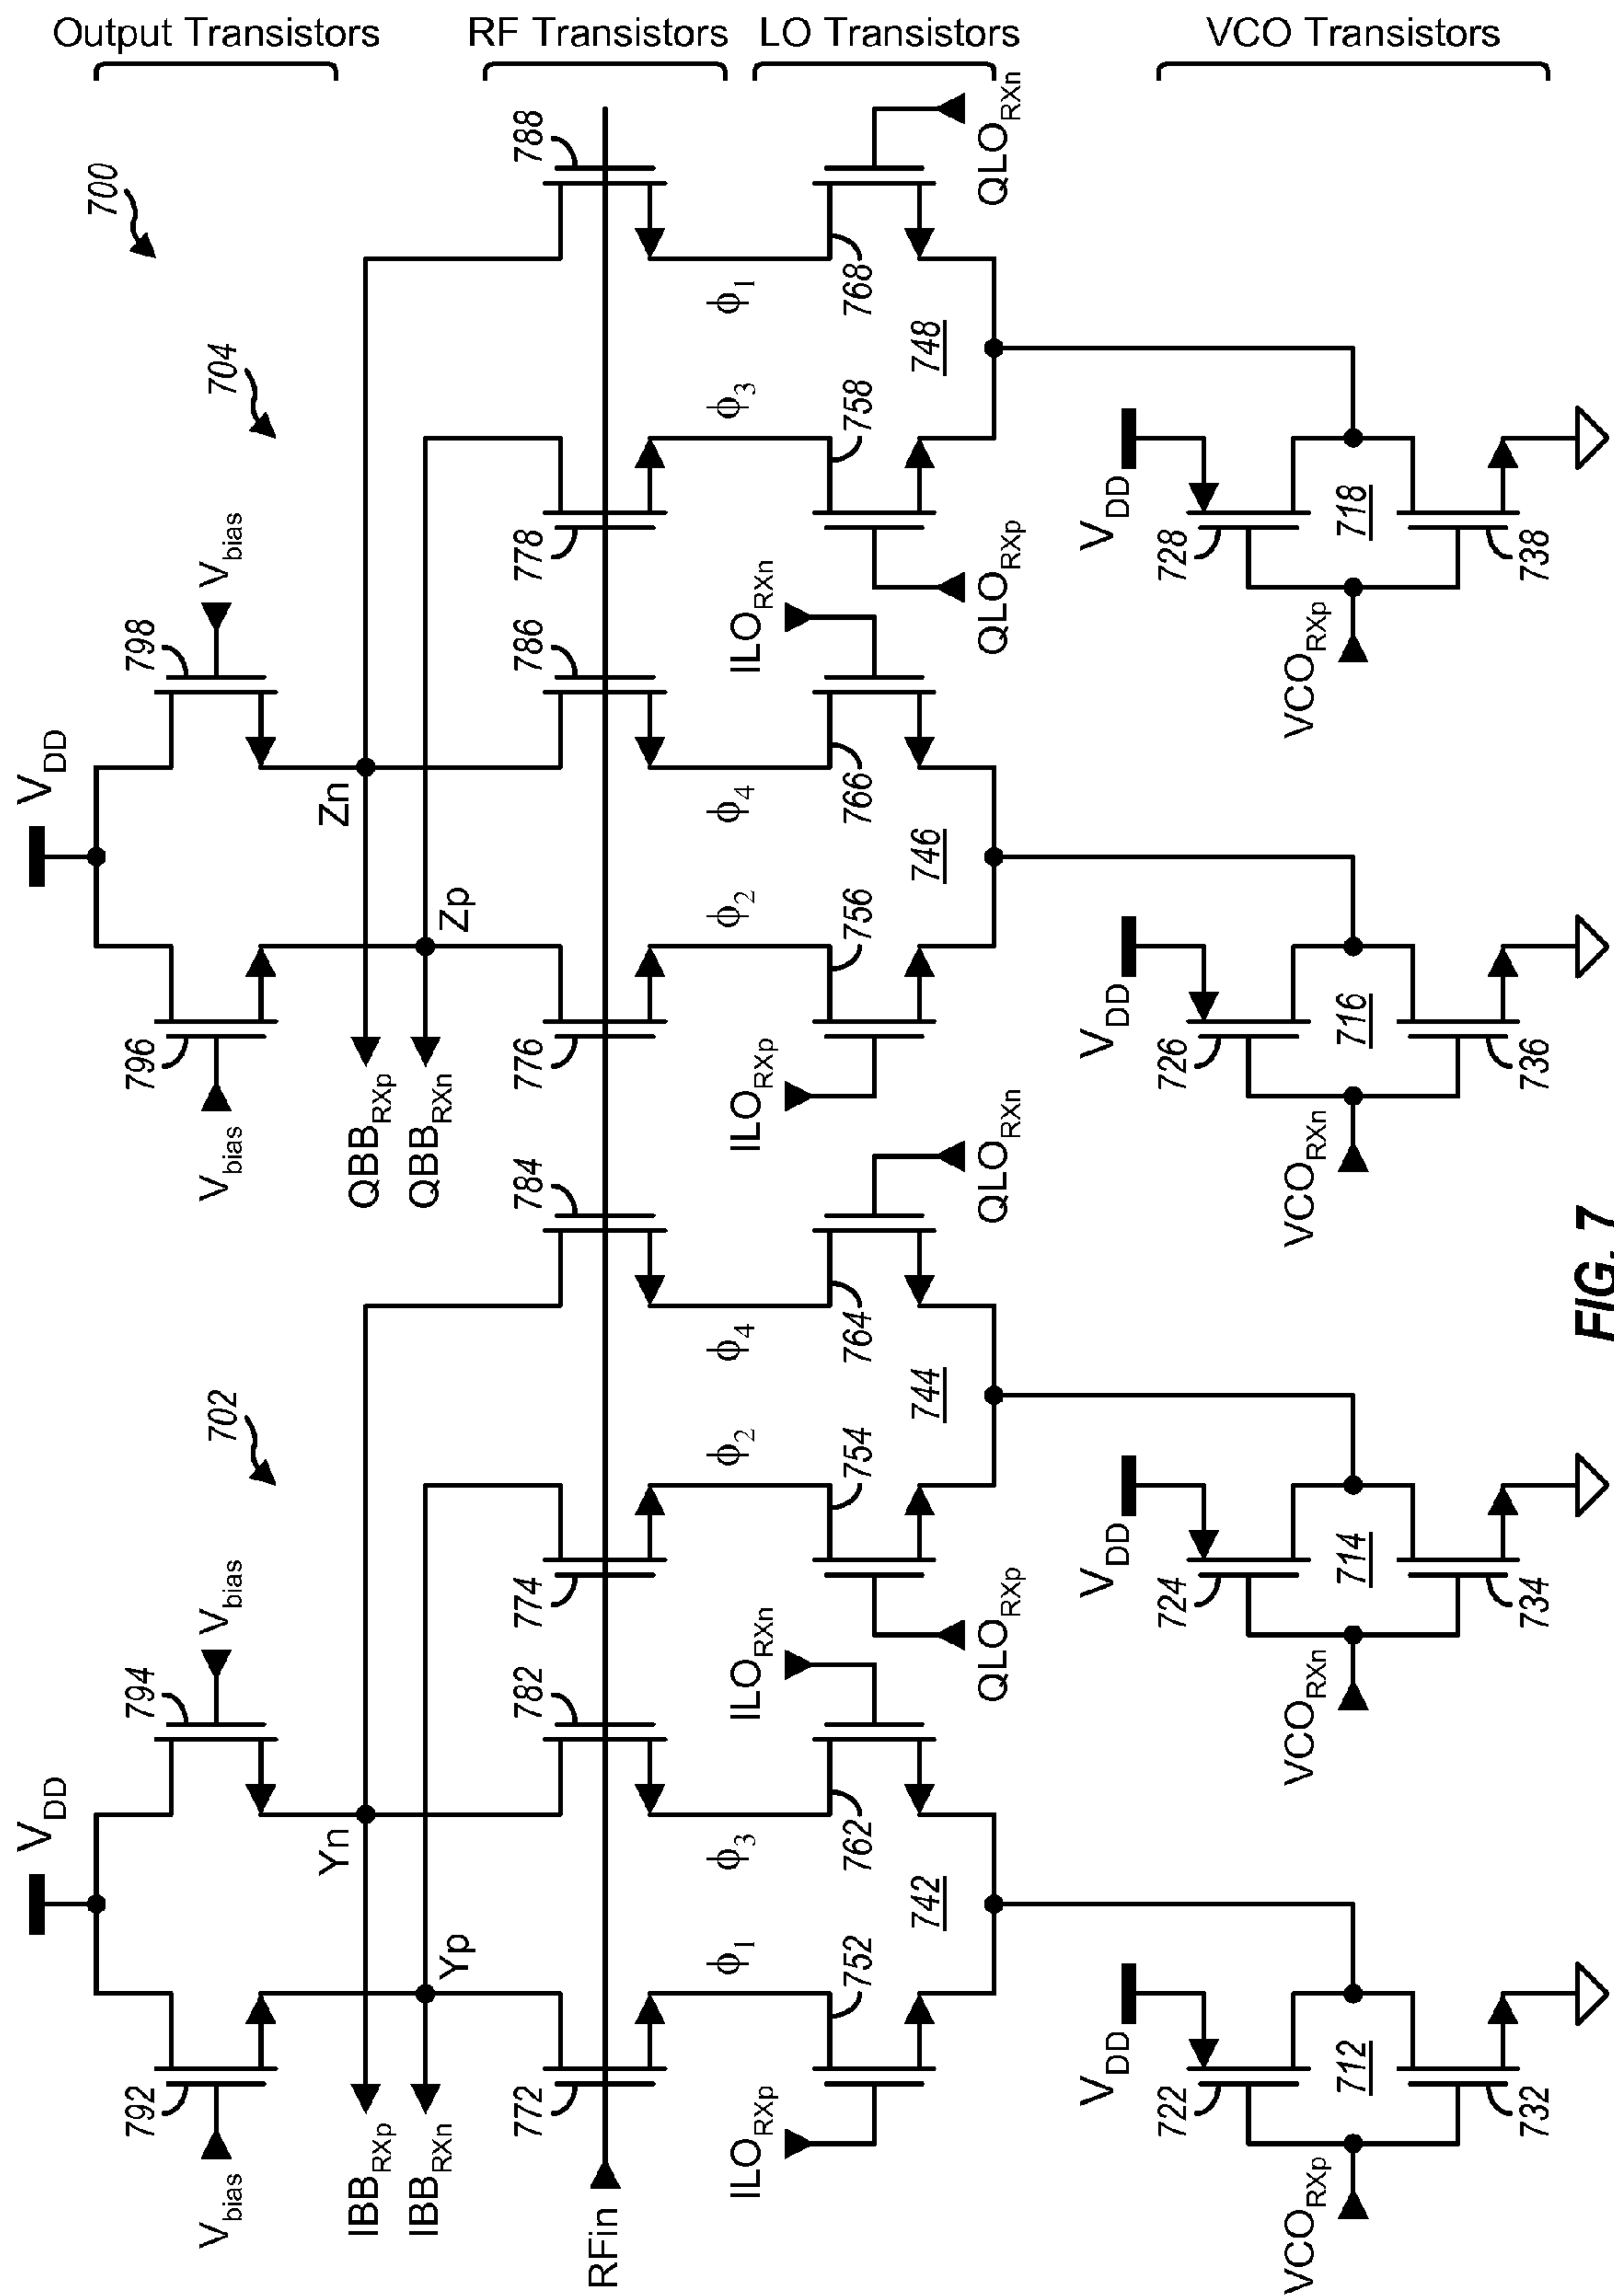 Output Transistors
RF Transistors
LO Transistors
VCO Transistors
700
702
704
V_DD
V_DD
792
794
796
798
V_bias
V_bias
V_bias
V_bias
Yn
Zn
IBB_RXp
QBB_RXp
Yp
Zp
IBB_RXn
QBB_RXn
772
782
774
784
776
786
778
788
RFin
ϕ1
ϕ3
ϕ2
ϕ4
ϕ2
ϕ4
ϕ3
ϕ1
ILO_RXp
ILO_RXn
ILO_RXp
ILO_RXn
752
762
754
764
756
766
758
768
742
744
746
748
QLO_RXp
QLO_RXn
QLO_RXp
QLO_RXn
V_DD
V_DD
V_DD
V_DD
722
724
726
728
VCO_RXp
712
VCO_RXn
714
VCO_RXn
716
VCO_RXp
718
732
734
736
738
FIG. 7